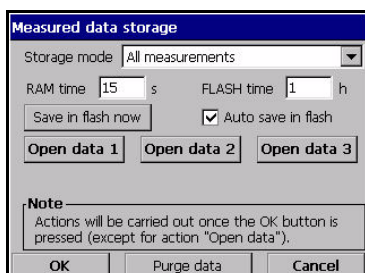 Measured data storage
Storage mode All measurements
RAM time 15 s FLASH time 1 h
Save in flash now Auto save in flash
Open data 1 Open data 2 Open data 3
Note
Actions will be carried out once the OK button is
pressed (except for action "Open data").
OK Purge data Cancel